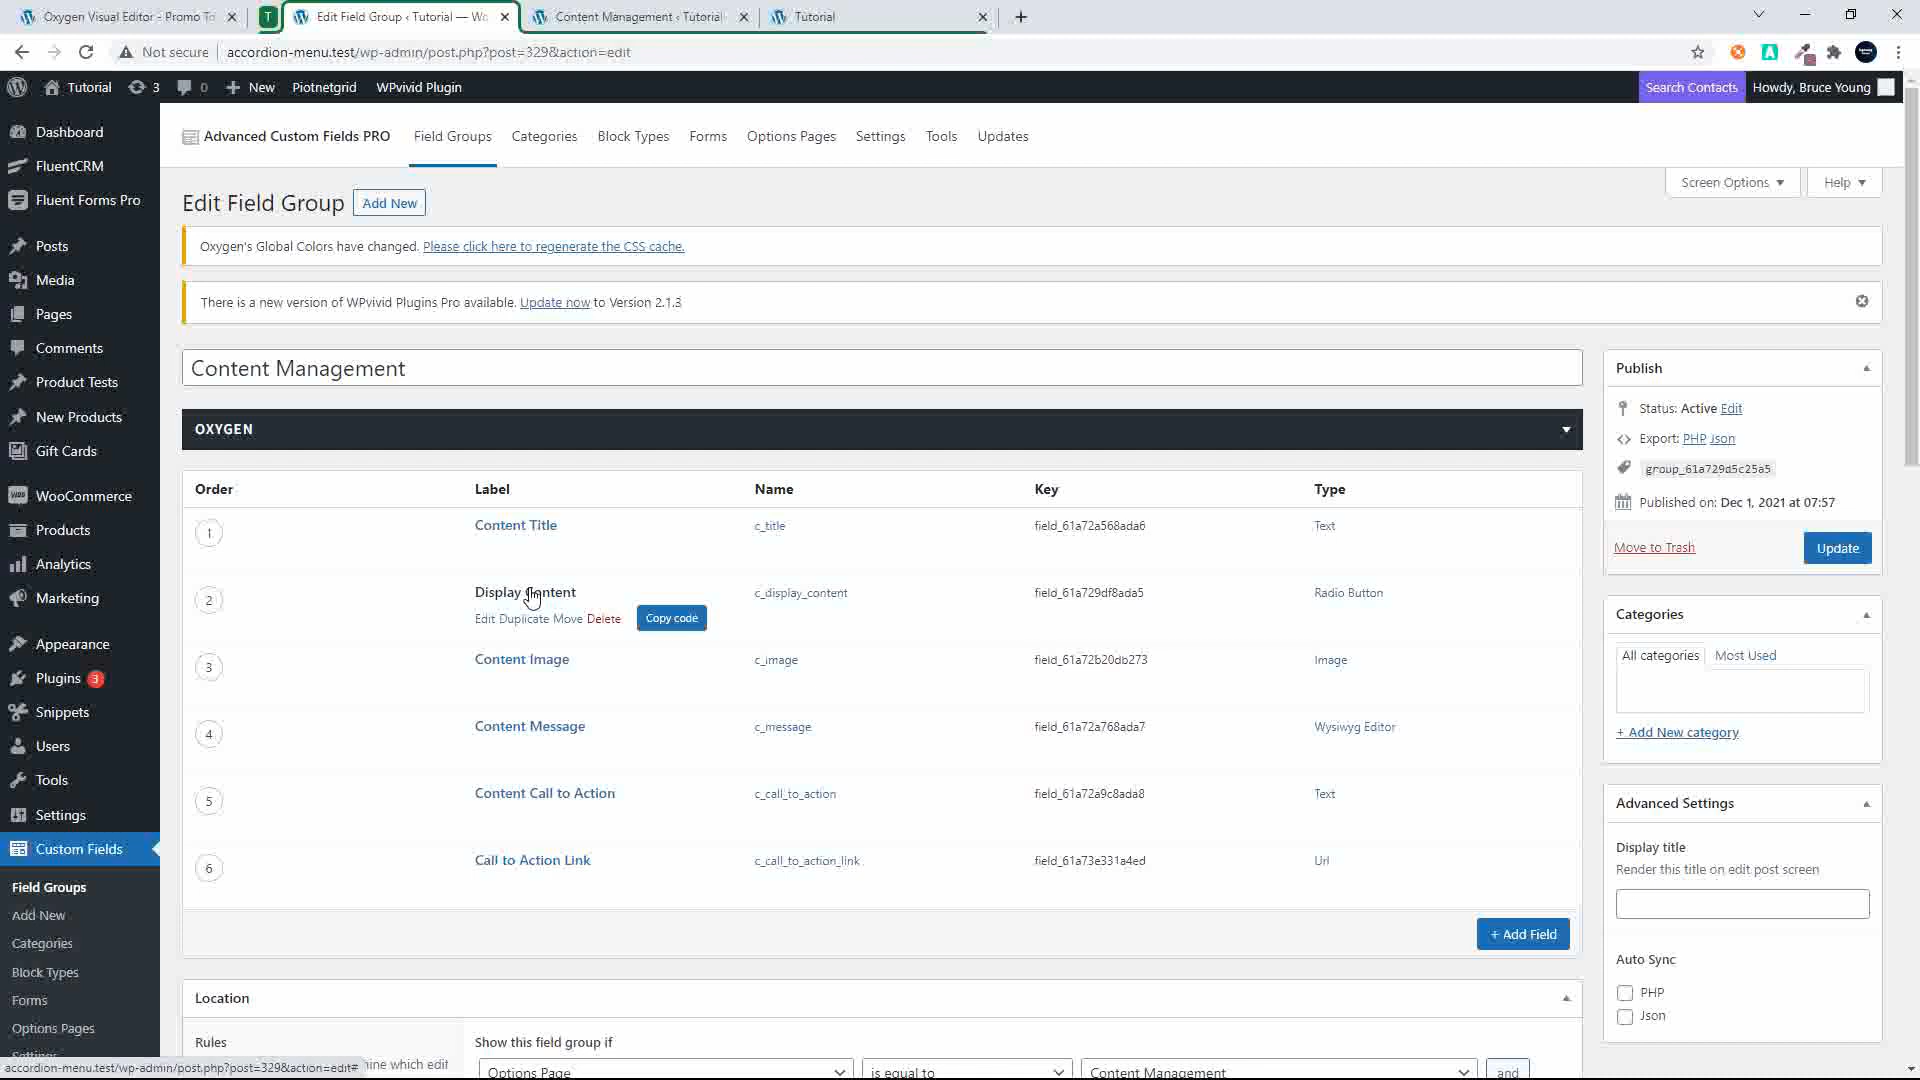 Oxygen Visual Editor - Promo To
T
Edit Field Group ‹ Tutorial — Wo
Content Management ‹ Tutorial
Tutorial
Not secure
accordion-menu.test/wp-admin/post.php?post=329&action=edit
Tutorial
3
0
New
Piotnetgrid
WPvivid Plugin
Search Contacts
Howdy, Bruce Young
Dashboard
FluentCRM
Fluent Forms Pro
Posts
Media
Pages
Comments
Product Tests
New Products
Gift Cards
WooCommerce
Products
Analytics
Marketing
Appearance
Plugins 3
Snippets
Users
Tools
Settings
Custom Fields
Field Groups
Add New
Categories
Block Types
Forms
Options Pages
accordion-menu.test/wp-admin/post.php?post=329&action=edit#
Advanced Custom Fields PRO
Field Groups
Categories
Block Types
Forms
Options Pages
Settings
Tools
Updates
Screen Options
Help
Edit Field Group
Add New
Oxygen's Global Colors have changed. Please click here to regenerate the CSS cache.
There is a new version of WPvivid Plugins Pro available. Update now to Version 2.1.3
Content Management
OXYGEN
Order Label Name Key Type
1 Content Title c_title field_61a72a568ada6 Text
2 Display Content c_display_content field_61a729df8ada5 Radio Button
Edit Duplicate Move Delete Copy code
3 Content Image c_image field_61a72b20db273 Image
4 Content Message c_message field_61a72a768ada7 Wysiwyg Editor
5 Content Call to Action c_call_to_action field_61a72a9c8ada8 Text
6 Call to Action Link c_call_to_action_link field_61a73e331a4ed Url
+ Add Field
Location
Rules
mine which edit
Show this field group if
Options Page
is equal to
Content Management
and
Publish
Status: Active Edit
Export: PHP Json
group_61a729d5c25a5
Published on: Dec 1, 2021 at 07:57
Move to Trash
Update
Categories
All categories
Most Used
+ Add New category
Advanced Settings
Display title
Render this title on edit post screen
Auto Sync
PHP
Json